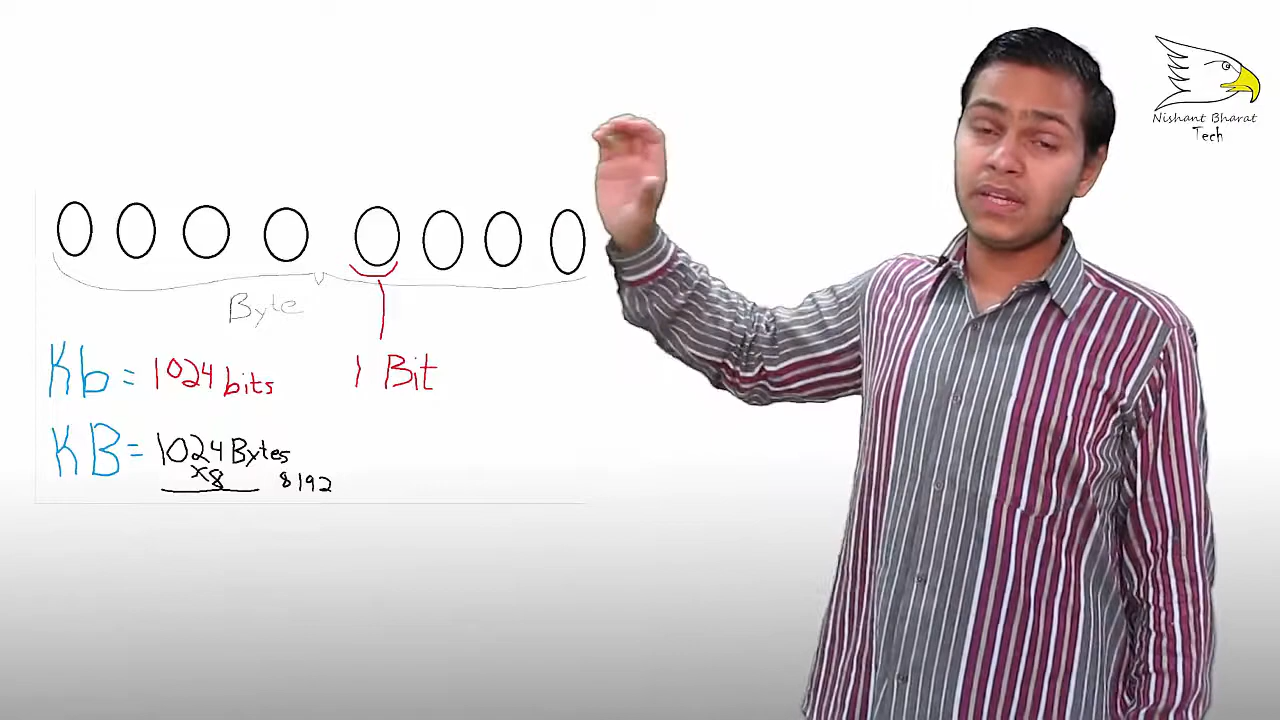 Nishant Bharat
Tech
Byte
Kb = 1024 bits
1 Bit
KB = 1024 Bytes
x8
8192